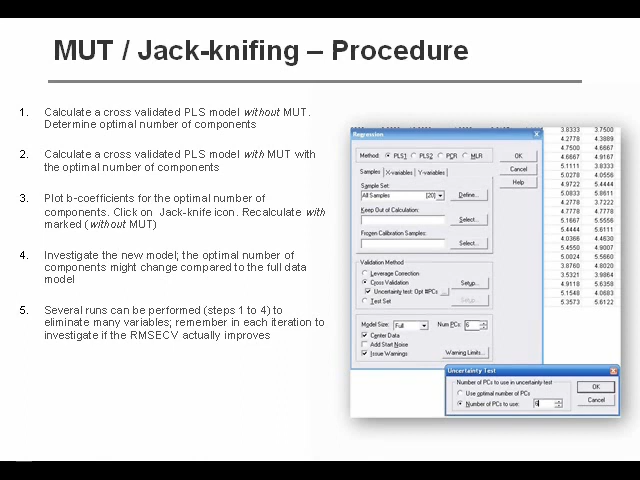 MUT / Jack-knifing – Procedure
1. Calculate a cross validated PLS model without MUT.
Determine optimal number of components
2. Calculate a cross validated PLS model with MUT with
the optimal number of components
3. Plot b-coefficients for the optimal number of
components. Click on Jack-knife icon. Recalculate with
marked (without MUT)
4. Investigate the new model; the optimal number of
components might change compared to the full data
model
5. Several runs can be performed (steps 1 to 4) to
eliminate many variables; remember in each iteration to
investigate if the RMSECV actually improves
Regression
Method: PLS1 PLS2 PCR MLR OK
Cancel
Help
Samples X-variables Y-variables
Sample Set:
All Samples [20] Define...
Keep Out of Calculation:
Select...
Frozen Calibration Samples:
Select...
Validation Method
Leverage Correction
Cross Validation Setup...
Uncertainty test: Opt #PCs ...
Test Set Setup...
Model Size: Full Num PCs: 6
Center Data
Add Start Noise
Issue Warnings Warning Limits...
3.8333 3.7500
4.2778 4.3889
4.7500 4.6667
4.6667 4.9167
5.1111 3.8333
5.0278 4.0556
4.9722 5.4444
5.0833 5.8611
4.2778 3.7222
4.7778 4.7778
5.1667 5.5556
5.4444 5.6111
4.0366 4.4630
5.4550 4.9007
5.0024 5.5660
3.8760 4.8020
3.5321 3.9864
4.9118 5.6358
5.1548 4.0683
5.3573 5.6122
Uncertainty Test
Number of PCs to use in uncertainty test
Use optimal number of PCs
Number of PCs to use: 6
OK
Cancel